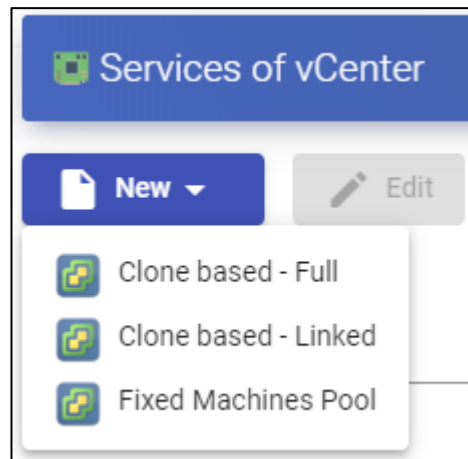 Services of vCenter
New Edit
Clone based - Full
Clone based - Linked
Fixed Machines Pool